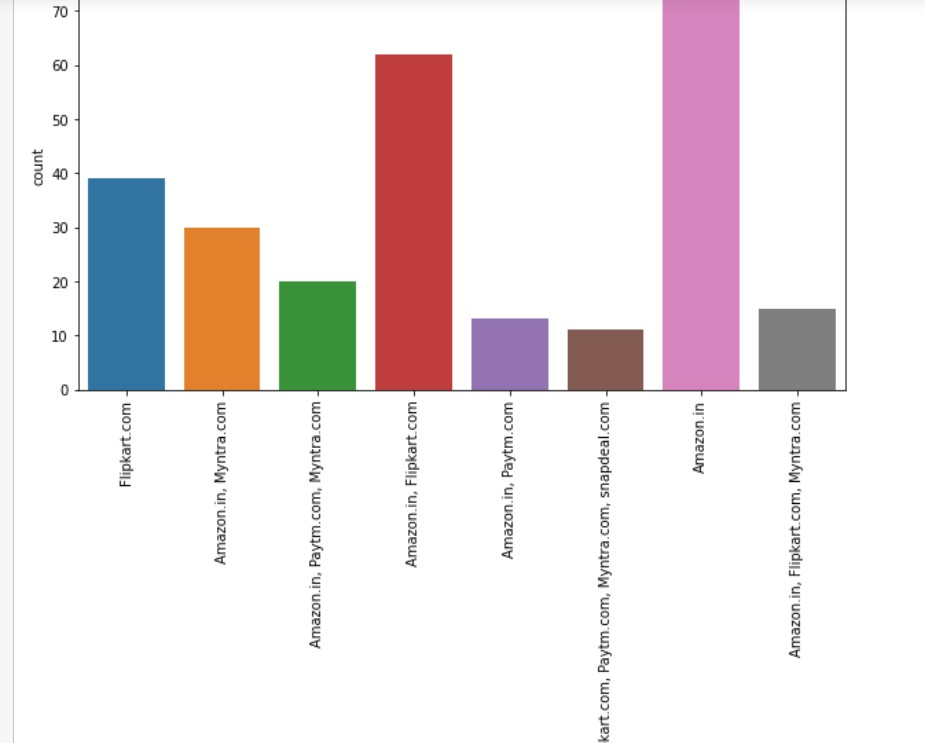 70
60
50
40
30
20
10
0
count
Flipkart.com
Amazon.in, Myntra.com
Amazon.in, Paytm.com, Myntra.com
Amazon.in, Flipkart.com
Amazon.in, Paytm.com
kart.com, Paytm.com, Myntra.com, snapdeal.com
Amazon.in
Amazon.in, Flipkart.com, Myntra.com